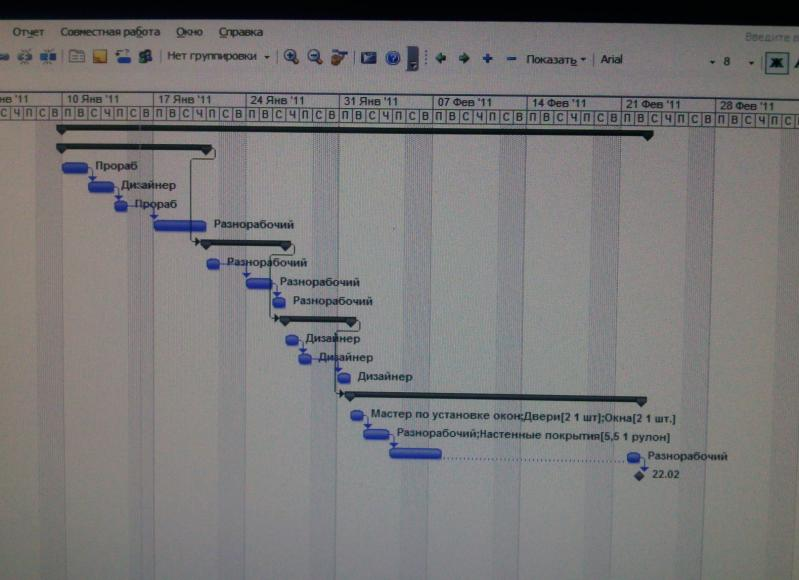 Отчет Совместная работа Окно Справка Введите в
Нет группировки Показать Arial 8 Ж
нв '11 10 Янв '11 17 Янв '11 24 Янв '11 31 Янв '11 07 Фев '11 14 Фев '11 21 Фев '11 28 Фев '11
С Ч П С В П В С Ч П С В П В С Ч П С В П В С Ч П С В П В С Ч П С В П В С Ч П С В П В С Ч П С В П В С Ч П С В П В С Ч П С
Прораб
Дизайнер
Прораб
Разнорабочий
Разнорабочий
Разнорабочий
Разнорабочий
Дизайнер
Дизайнер
Дизайнер
Мастер по установке окон;Двери[2 1 шт];Окна[2 1 шт.]
Разнорабочий;Настенные покрытия[5,5 1 рулон]
Разнорабочий
22.02